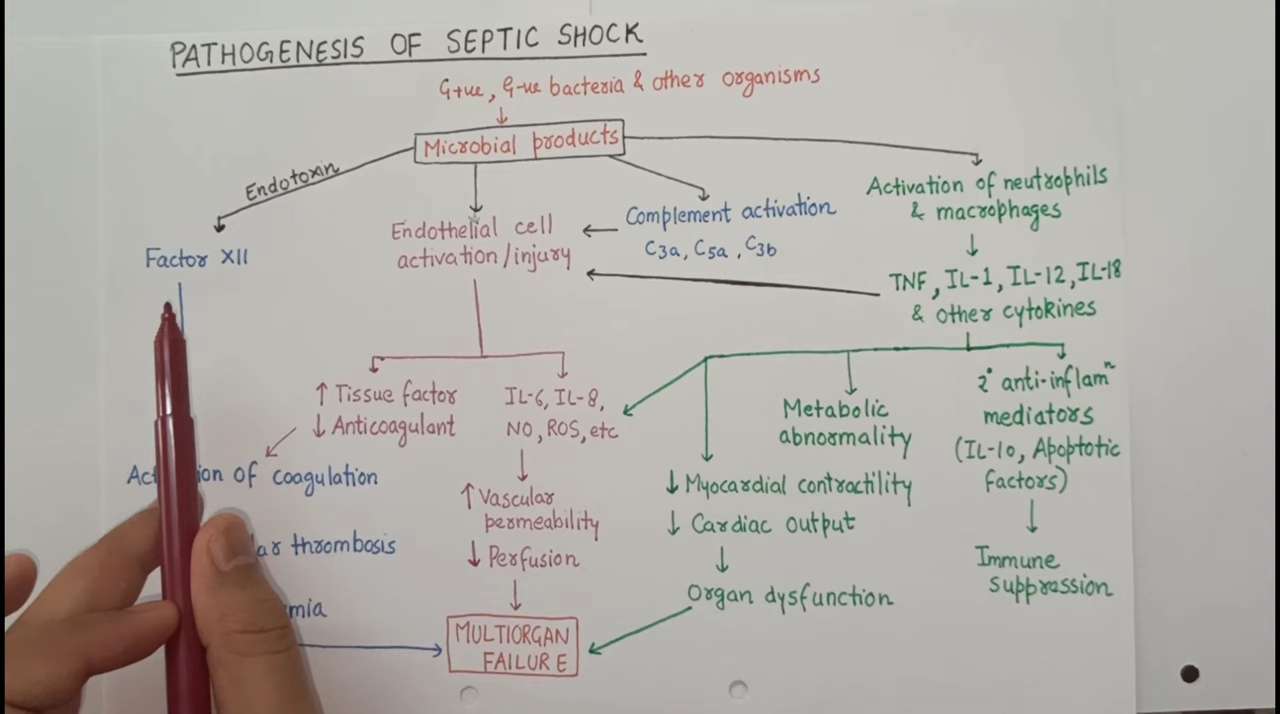 PATHOGENESIS OF SEPTIC SHOCK
G+ve, G-ve bacteria & other organisms
Microbial products
Endotoxin
Factor XII
Endothelial cell
activation/injury
Complement activation
C3a, C5a, C3b
Activation of neutrophils
& macrophages
TNF, IL-1, IL-12, IL-18
& other cytokines
↑ Tissue factor
↓ Anticoagulant
of coagulation
thrombosis
IL-6, IL-8,
NO, ROS, etc
↑ Vascular
permeability
↓ Perfusion
MULTIORGAN
FAILURE
↓ Myocardial contractility
↓ Cardiac output
Organ dysfunction
Metabolic
abnormality
2° anti-inflamⁿ
mediators
(IL-10, Apoptotic
factors)
Immune
suppression